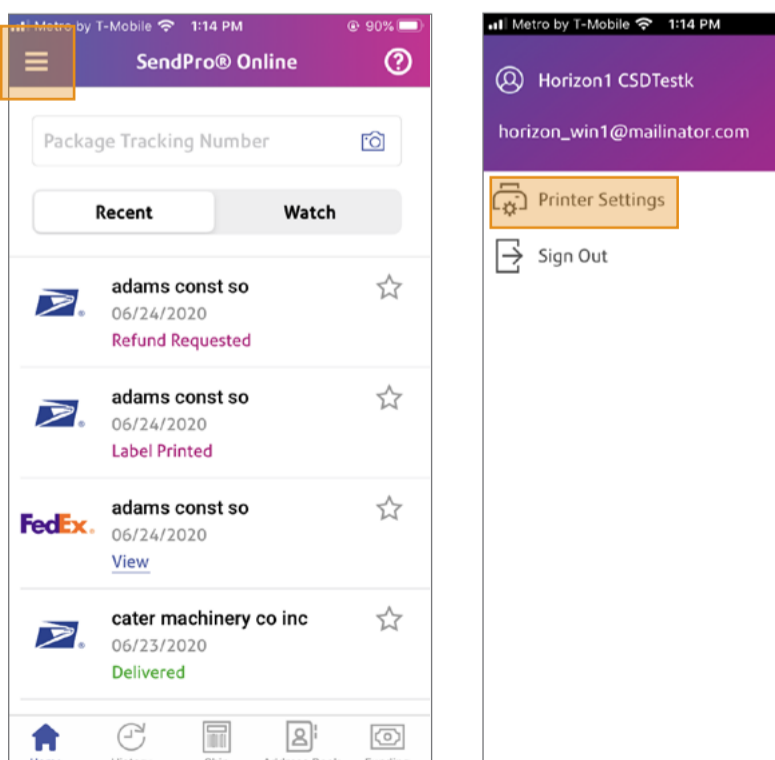 Metro by T-Mobile 1:14 PM 90%
SendPro® Online
Package Tracking Number
Recent Watch
adams const so
06/24/2020
Refund Requested
adams const so
06/24/2020
Label Printed
FedEx®
adams const so
06/24/2020
View
cater machinery co inc
06/23/2020
Delivered
Metro by T-Mobile 1:14 PM
Horizon1 CSDTestk
horizon_win1@mailinator.com
Printer Settings
Sign Out